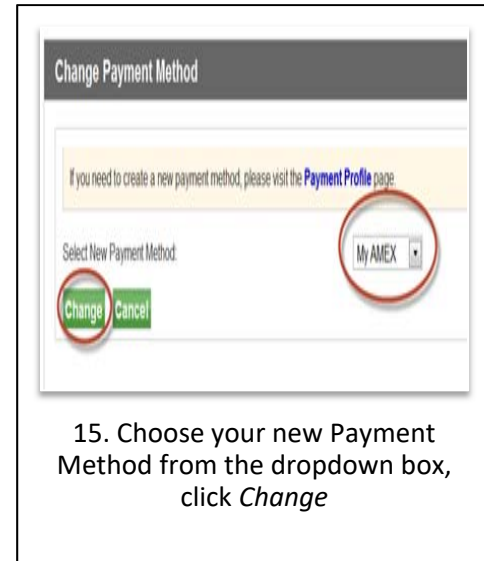 Change Payment Method
If you need to create a new payment method, please visit the Payment Profile page.
Select New Payment Method:
My AMEX
Change Cancel
15. Choose your new Payment
Method from the dropdown box,
click Change